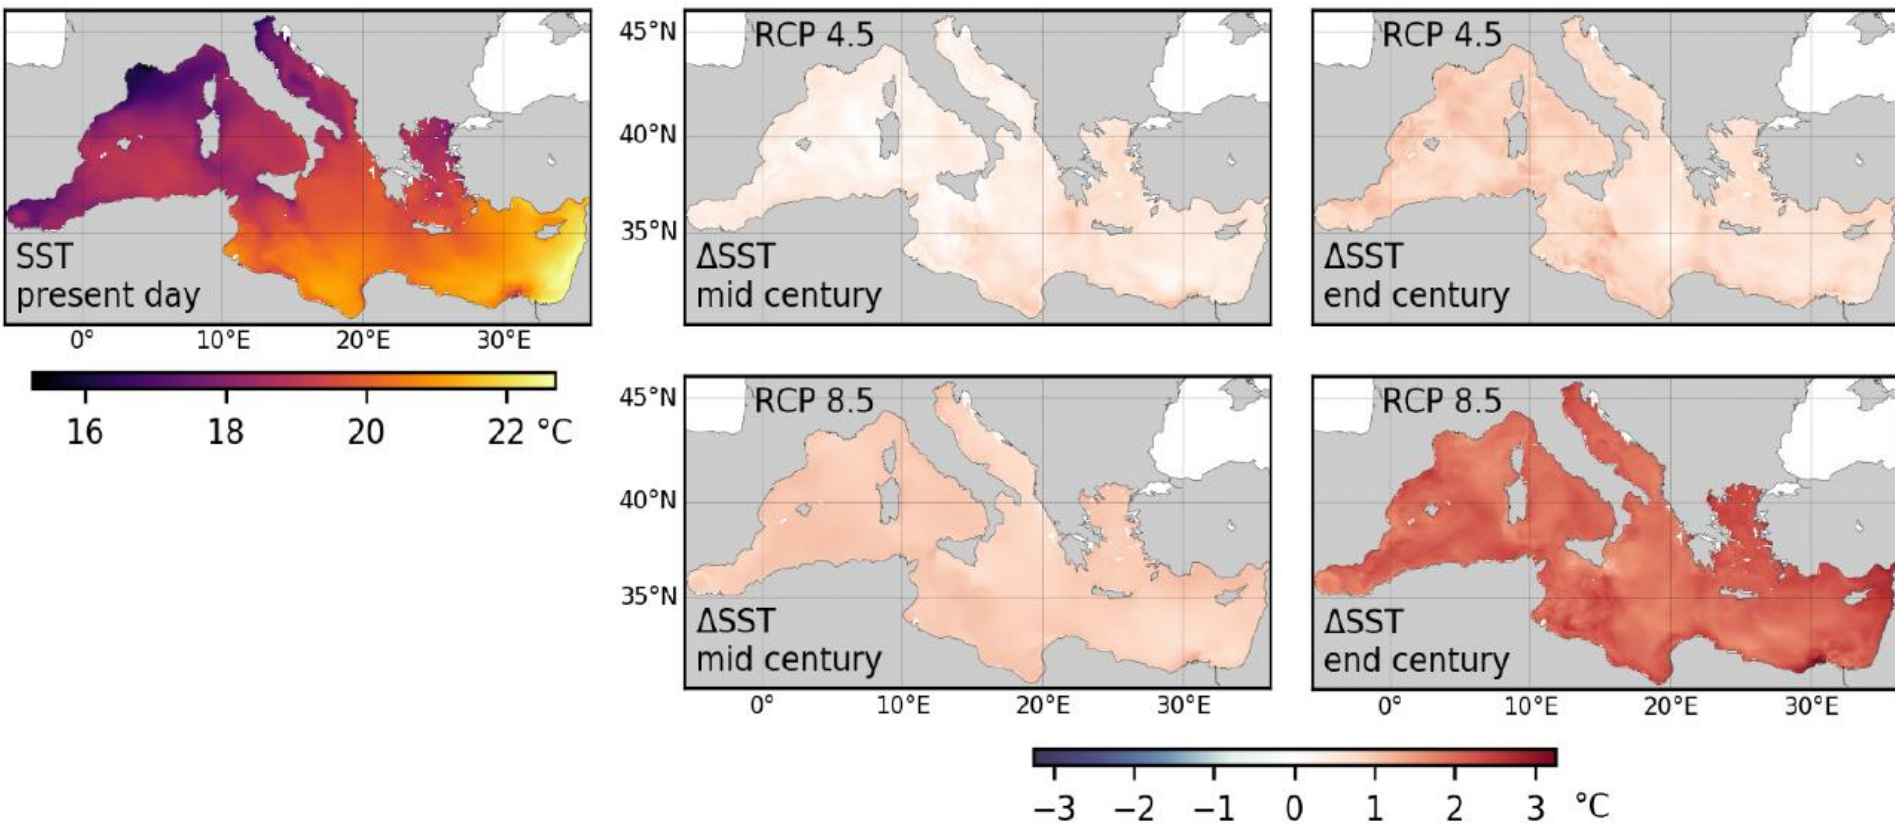 45°N
RCP 4.5
RCP 4.5
40°N
35°N
SST
present day
ΔSST
mid century
ΔSST
end century
0° 10°E 20°E 30°E
16 18 20 22 °C
45°N
RCP 8.5
RCP 8.5
40°N
35°N
ΔSST
mid century
ΔSST
end century
0° 10°E 20°E 30°E
0° 10°E 20°E 30°E
−3 −2 −1 0 1 2 3 °C